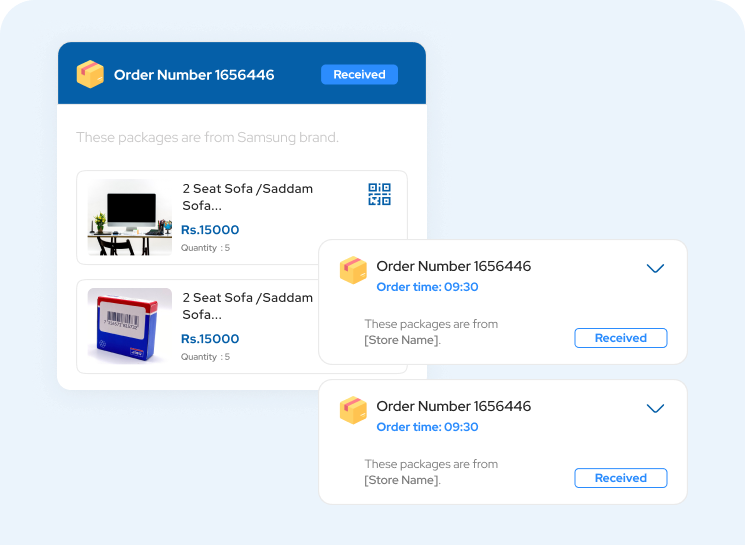 Order Number 1656446
Received
These packages are from Samsung brand.
2 Seat Sofa /Saddam
Sofa...
Rs.15000
Quantity : 5
2 Seat Sofa /Saddam
Sofa...
Rs.15000
Quantity : 5
Order Number 1656446
Order time: 09:30
These packages are from
[Store Name].
Received
Order Number 1656446
Order time: 09:30
These packages are from
[Store Name].
Received